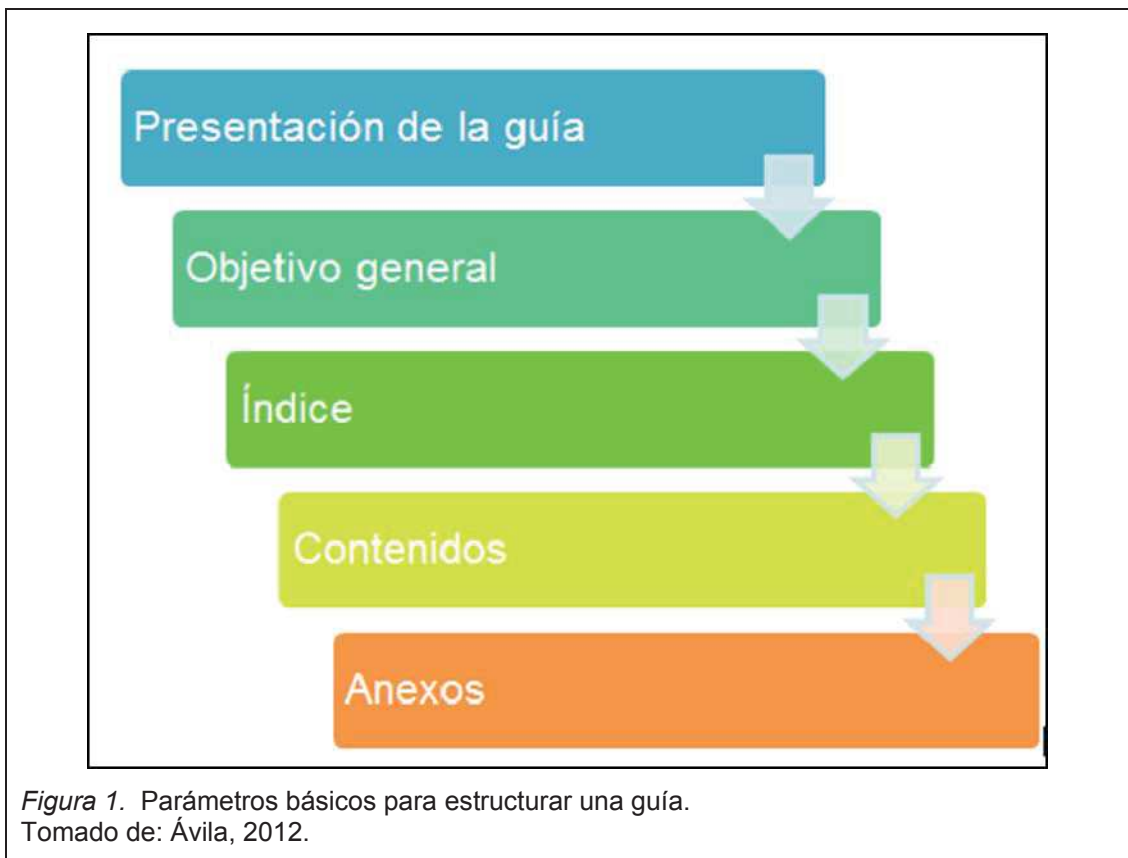 Presentación de la guía
Objetivo general
Índice
Contenidos
Anexos
Figura 1. Parámetros básicos para estructurar una guía.
Tomado de: Ávila, 2012.